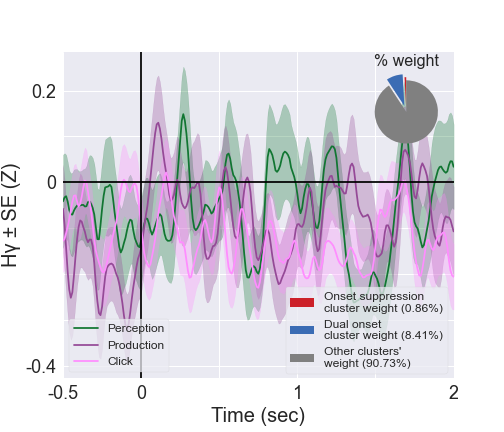 % weight
0.2
0
-0.4
Hγ ± SE (Z)
Perception
Production
Click
Onset suppression
cluster weight (0.86%)
Dual onset
cluster weight (8.41%)
Other clusters'
weight (90.73%)
-0.5
0
1
2
Time (sec)